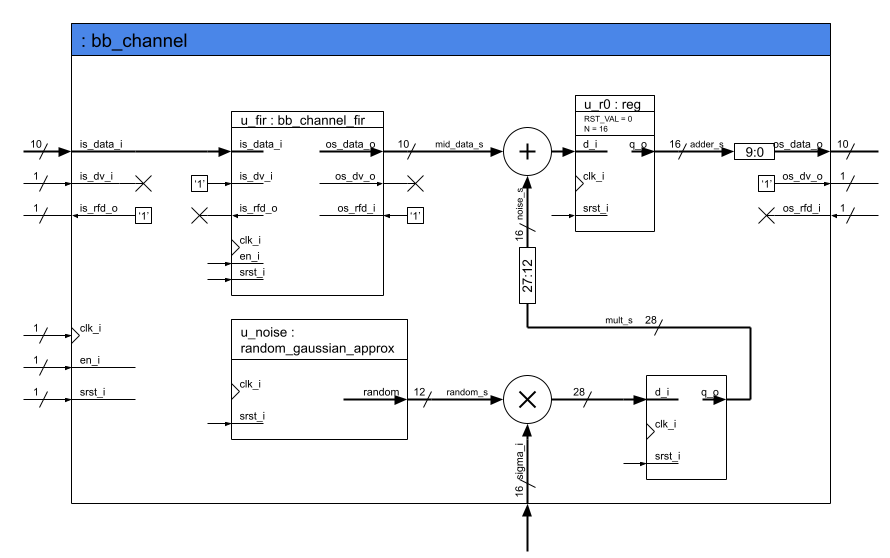 : bb_channel
u_fir : bb_channel_fir
u_r0 : reg
RST_VAL = 0
N = 16
10
is_data_i
is_data_i
os_data_o
10
mid_data_s
+
d_i
q_o
16
adder_s
9:0
os_data_o
10
1
is_dv_i
'1'
is_dv_i
os_dv_o
clk_i
'1'
os_dv_o
1
1
is_rfd_o
'1'
is_rfd_o
os_rfd_i
'1'
16 noise_s
srst_i
os_rfd_i
1
clk_i
en_i
srst_i
27:12
1
clk_i
u_noise :
random_gaussian_approx
mult_s
28
1
en_i
1
srst_i
clk_i
random
12
random_s
×
28
d_i
q_o
srst_i
clk_i
srst_i
16 sigma_i